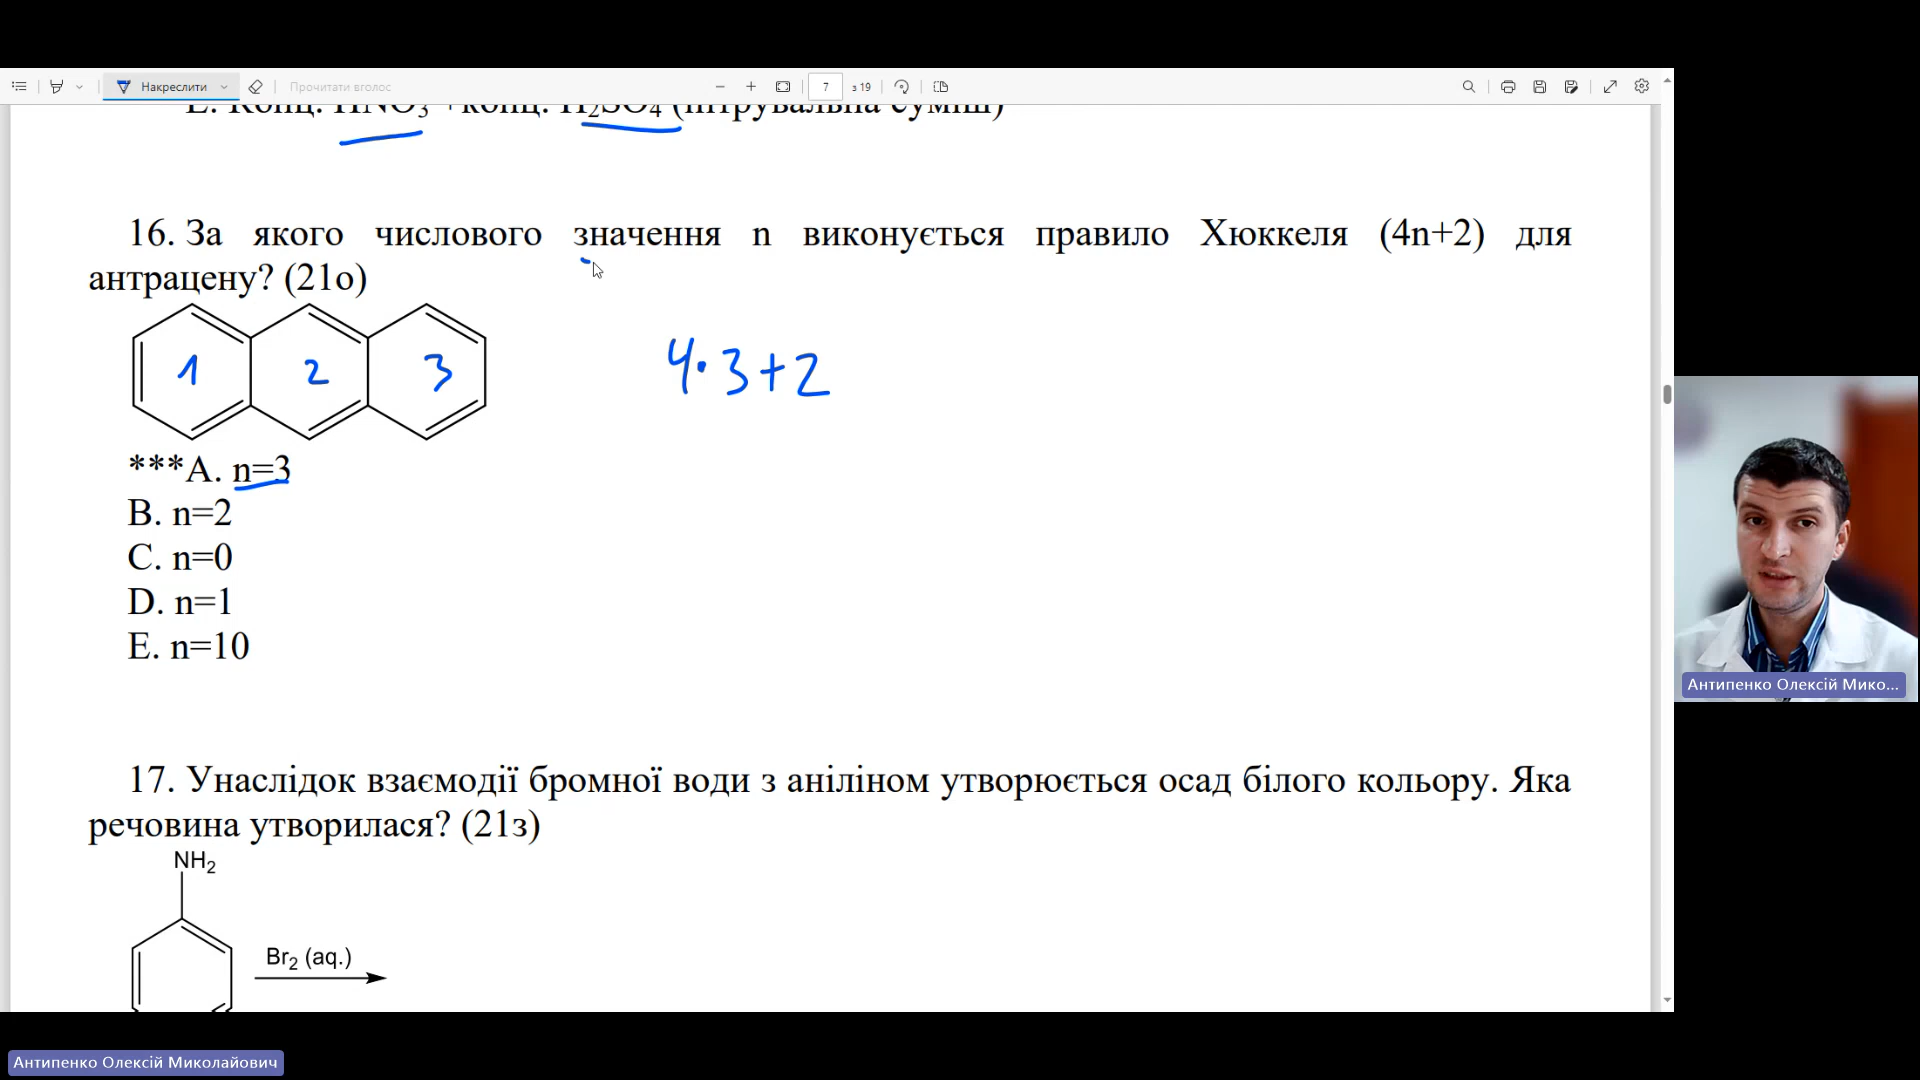 Накреслити
Прочитати вголос
7 з 19
E. Конц. HNO3 +конц. H2SO4 (нітрувальна суміш)
16. За якого числового значення n виконується правило Хюккеля (4n+2) для
антрацену? (21о)
1 2 3
4·3+2
***A. n=3
B. n=2
C. n=0
D. n=1
E. n=10
17. Унаслідок взаємодії бромної води з аніліном утворюється осад білого кольору. Яка
речовина утворилася? (21з)
NH2
Br2 (aq.)
Антипенко Олексій Мико...
Антипенко Олексій Миколайович